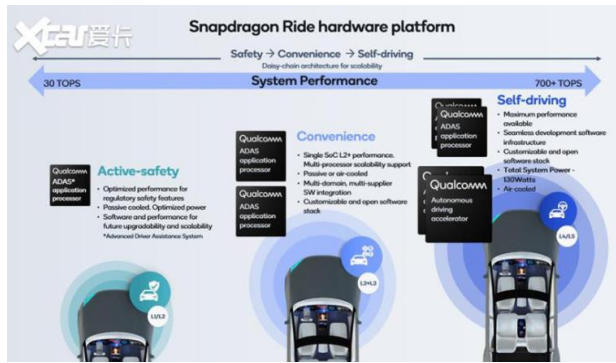 Xcar爱卡
Snapdragon Ride hardware platform
Safety → Convenience → Self-driving
Daisy-chain architecture for scalability
30 TOPS
System Performance
700+ TOPS
Qualcomm
ADAS*
application
processor
Active-safety
• Optimized performance for
regulatory safety features
• Passive cooled. Optimized power
• Software and performance for
future upgradability and scalability
*Advanced Driver Assistance System
L1/L2
Qualcomm
ADAS
application
processor
Qualcomm
ADAS
application
processor
Convenience
• Single SoC L2+ performance.
Multi-processor scalability support
• Passive or air-cooled
• Multi-domain, multi-supplier
SW integration
• Customizable and open software
stack
L2+L3
Qualcomm
ADAS
application
processor
Qualcomm
Autonomous
driving
accelerator
Self-driving
• Maximum performance
available
• Seamless development software
infrastructure
• Customizable and open
software stack
• Total System Power -
130Watts
• Air cooled
L4/L5